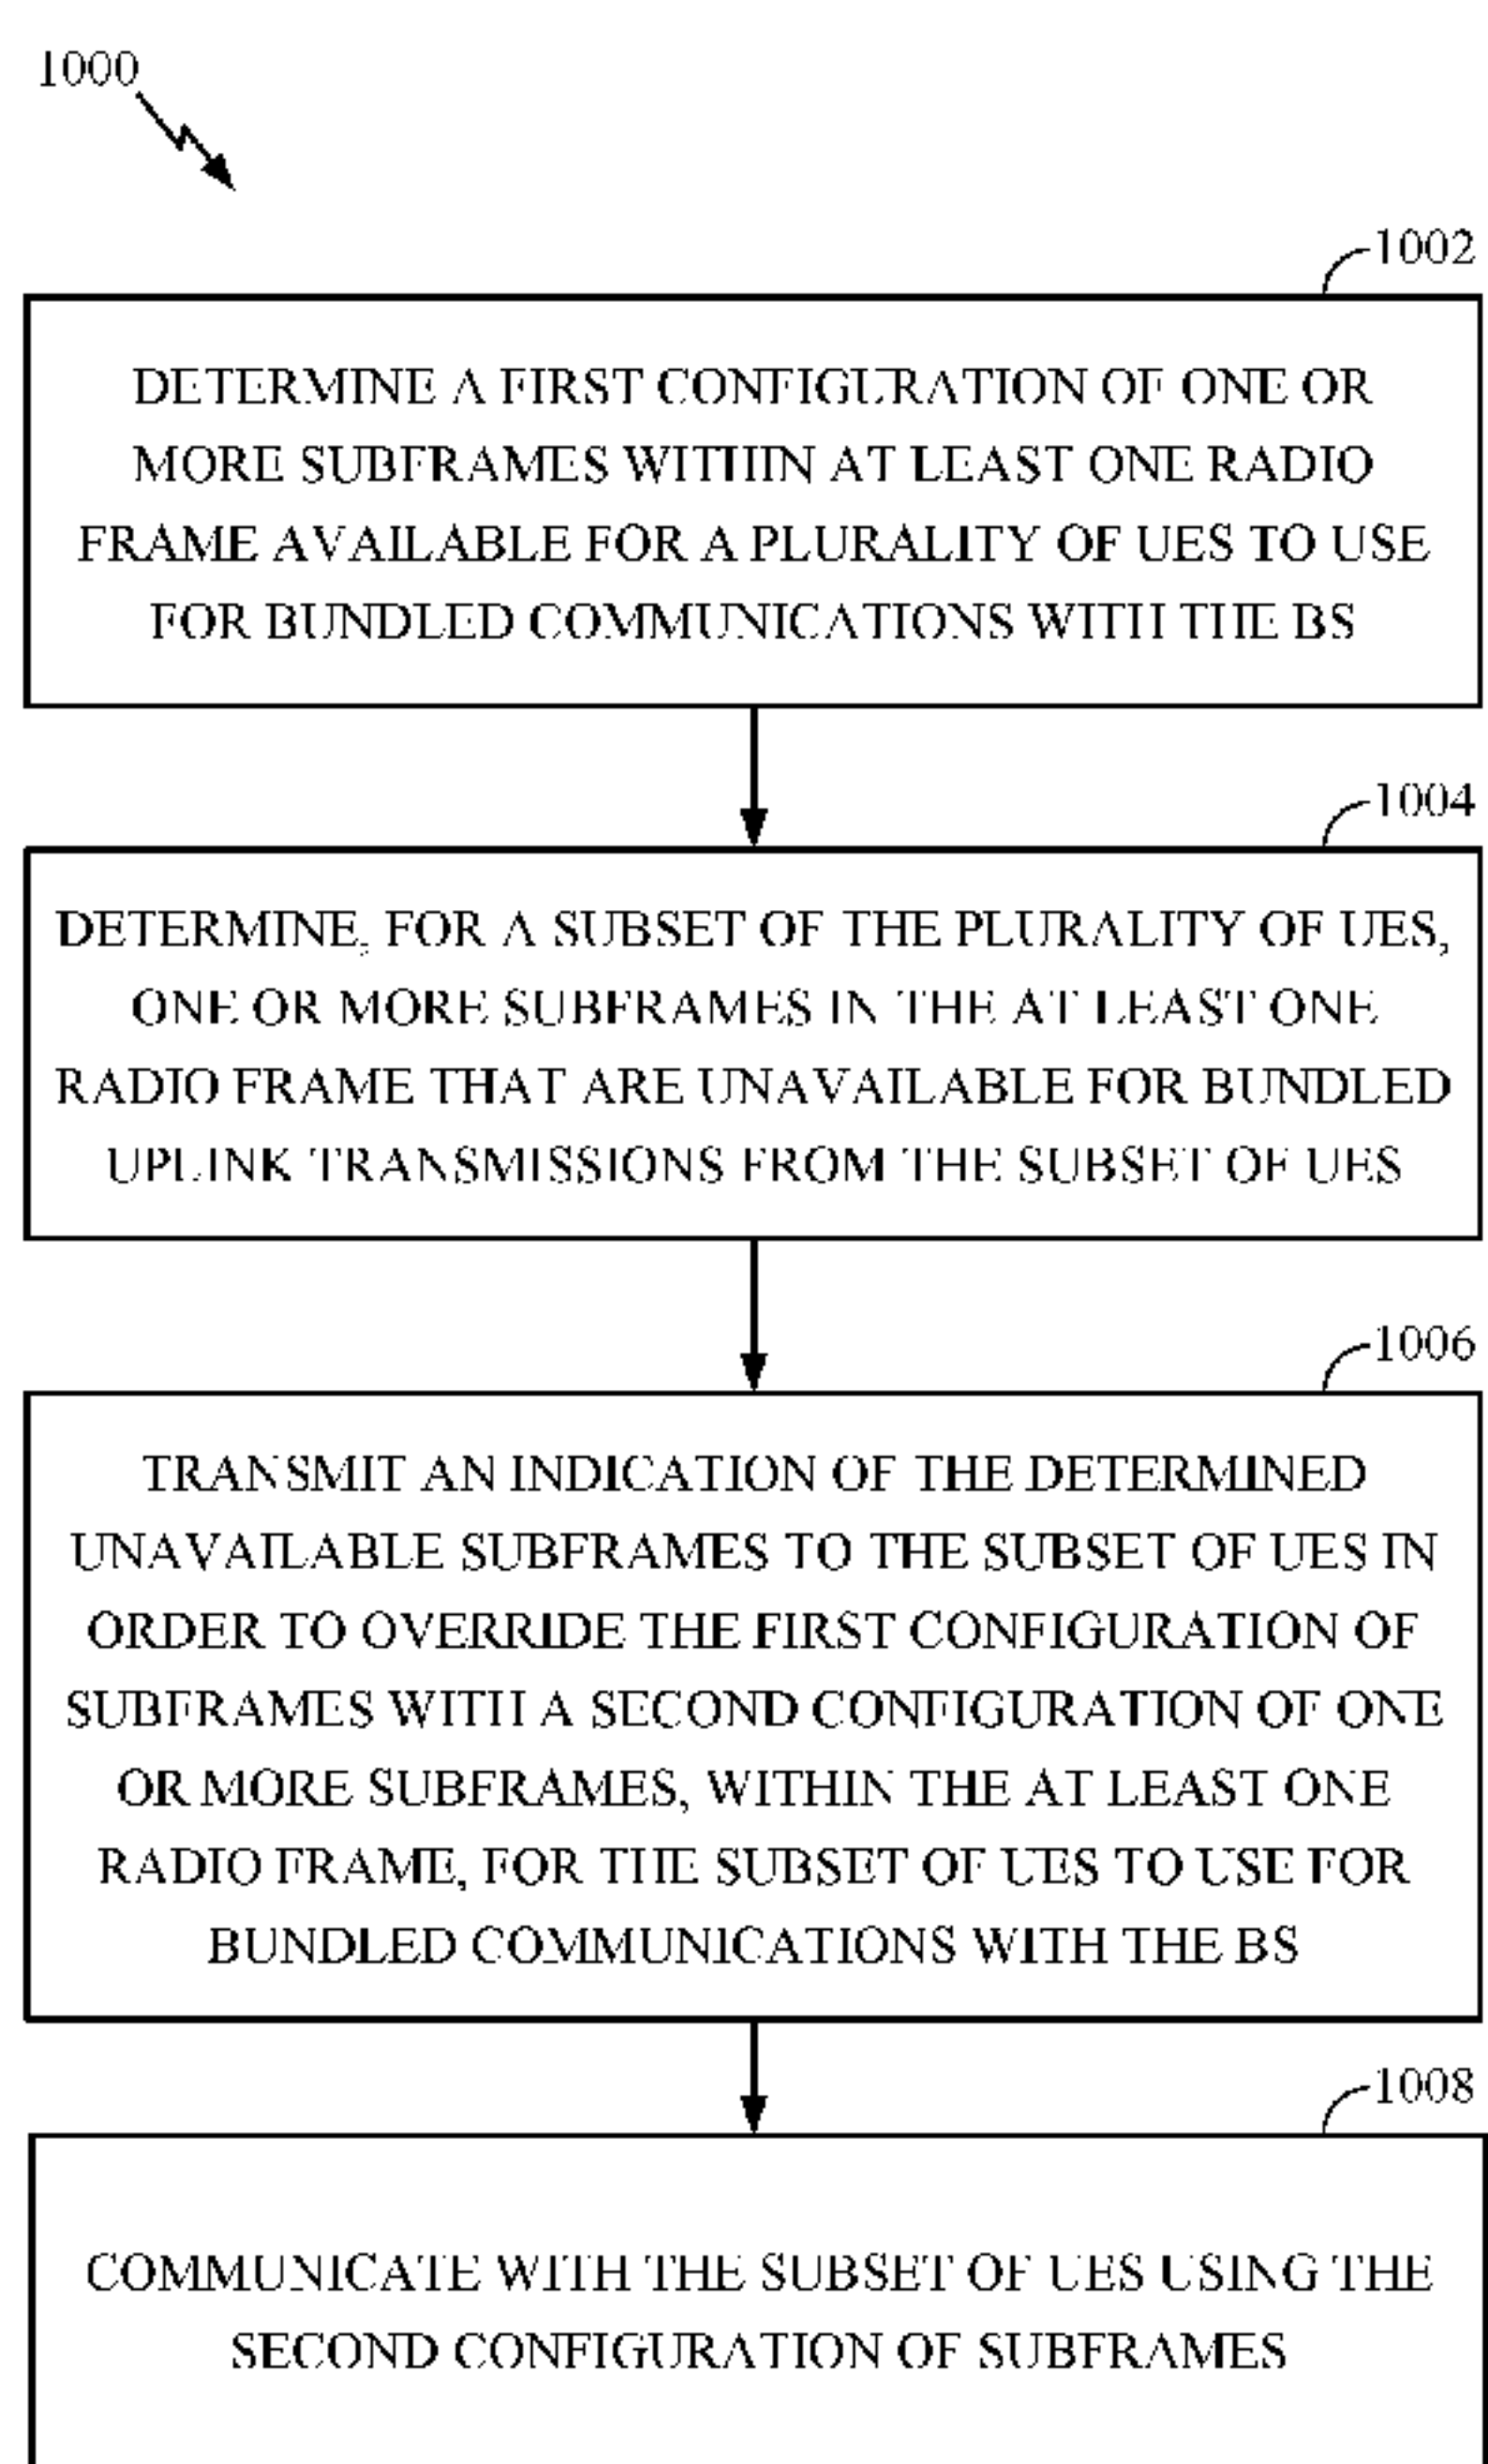 1000
1002
DETERMINE A FIRST CONFIGURATION OF ONE OR
MORE SUBFRAMES WITHIN AT LEAST ONE RADIO
FRAME AVAILABLE FOR A PLURALITY OF UES TO USE
FOR BUNDLED COMMUNICATIONS WITH THE BS
1004
DETERMINE, FOR A SUBSET OF THE PLURALITY OF UES,
ONE OR MORE SUBFRAMES IN THE AT LEAST ONE
RADIO FRAME THAT ARE UNAVAILABLE FOR BUNDLED
UPLINK TRANSMISSIONS FROM THE SUBSET OF UES
1006
TRANSMIT AN INDICATION OF THE DETERMINED
UNAVAILABLE SUBFRAMES TO THE SUBSET OF UES IN
ORDER TO OVERRIDE THE FIRST CONFIGURATION OF
SUBFRAMES WITH A SECOND CONFIGURATION OF ONE
OR MORE SUBFRAMES, WITHIN THE AT LEAST ONE
RADIO FRAME, FOR THE SUBSET OF UES TO USE FOR
BUNDLED COMMUNICATIONS WITH THE BS
1008
COMMUNICATE WITH THE SUBSET OF UES USING THE
SECOND CONFIGURATION OF SUBFRAMES